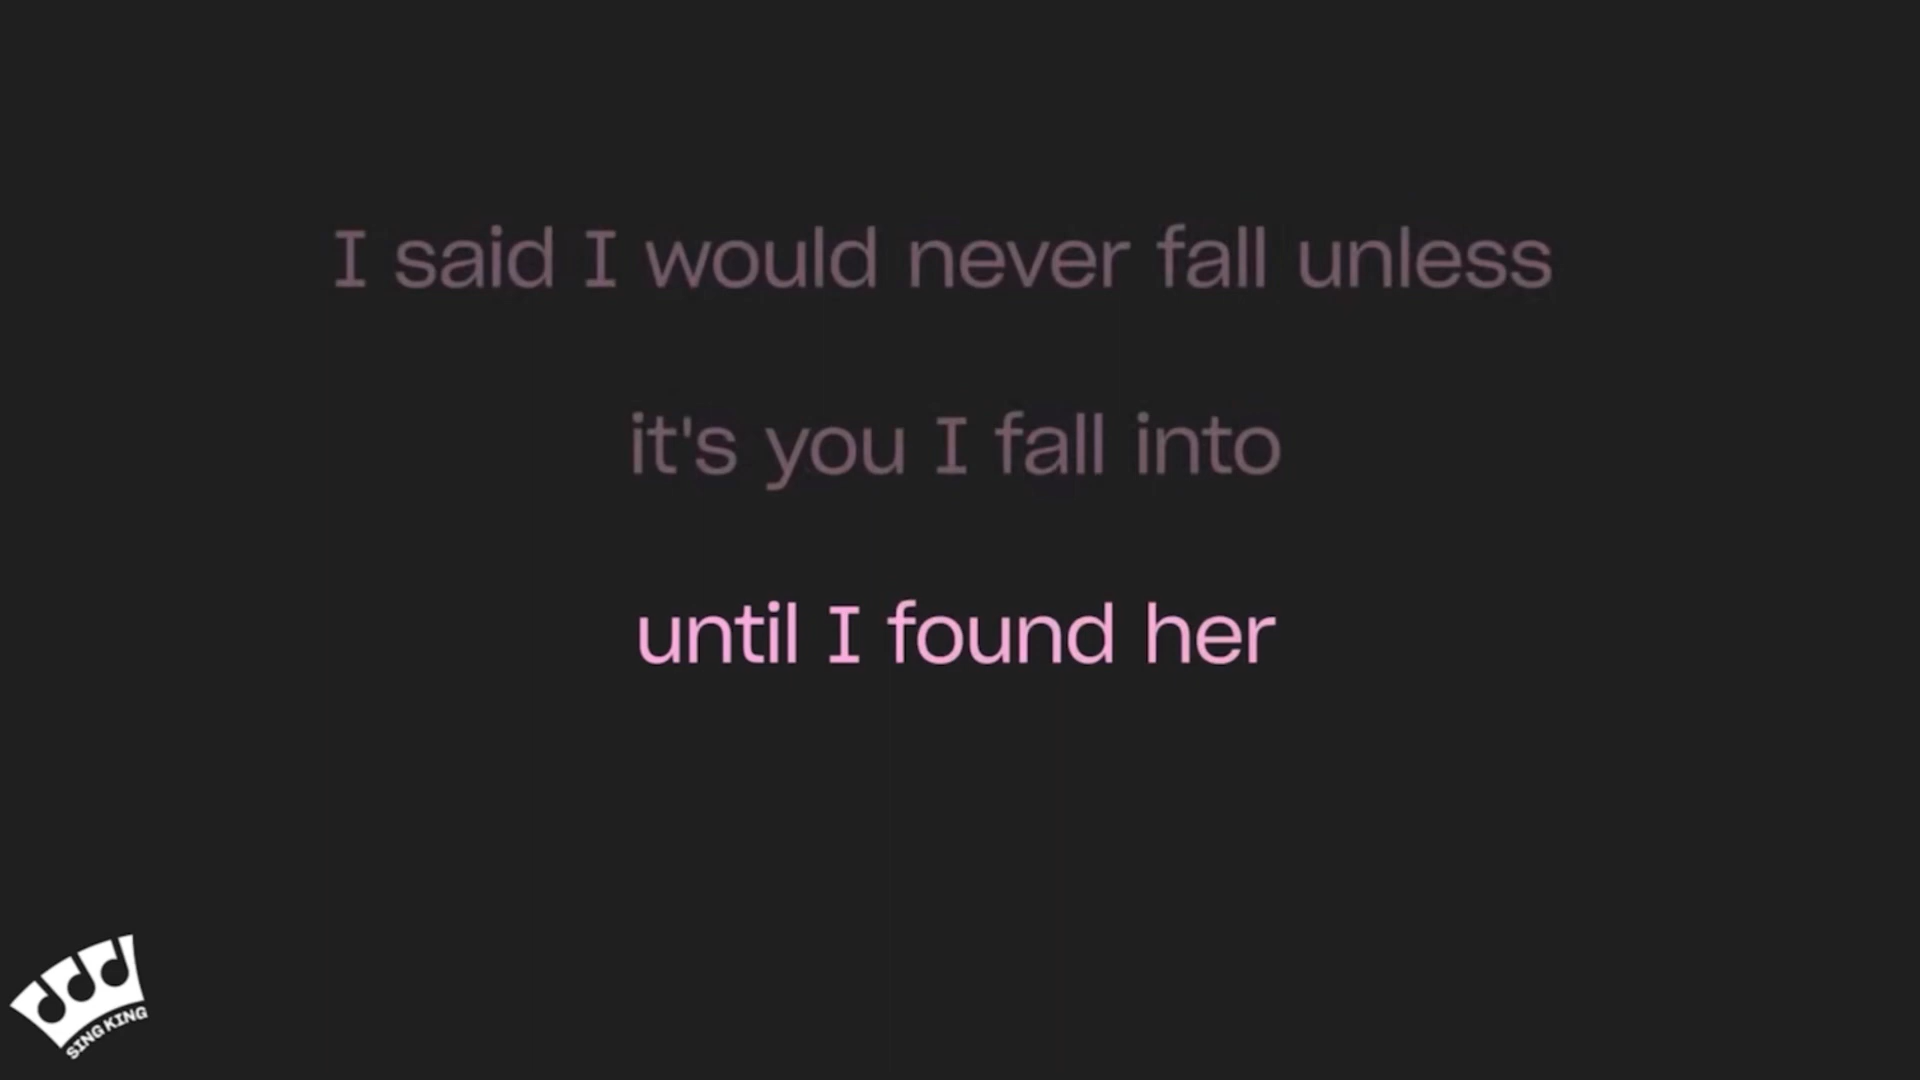 I said I would never fall unless
it's you I fall into
until I found her
SING KING